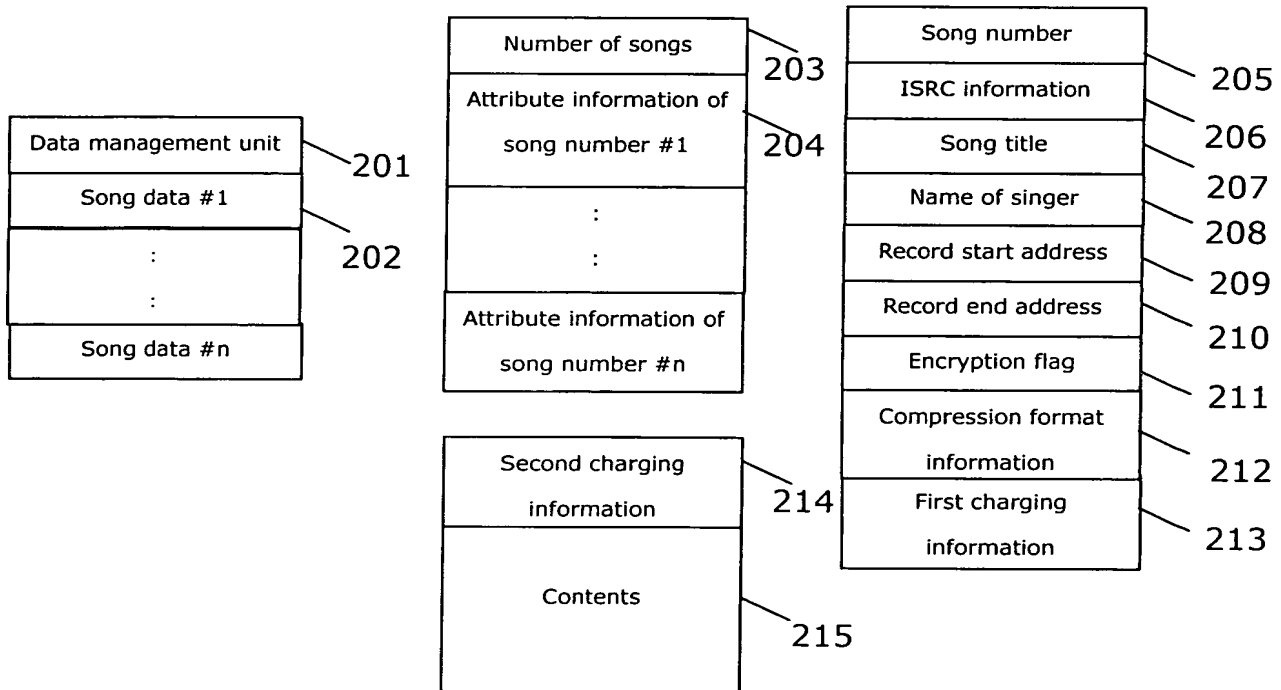 Data management unit
201
Song data #1
202
:
:
Song data #n
Number of songs
203
Attribute information of
song number #1
204
:
:
Attribute information of
song number #n
Second charging
information
214
Contents
215
Song number
205
ISRC information
206
Song title
207
Name of singer
208
Record start address
209
Record end address
210
Encryption flag
211
Compression format
information
212
First charging
information
213